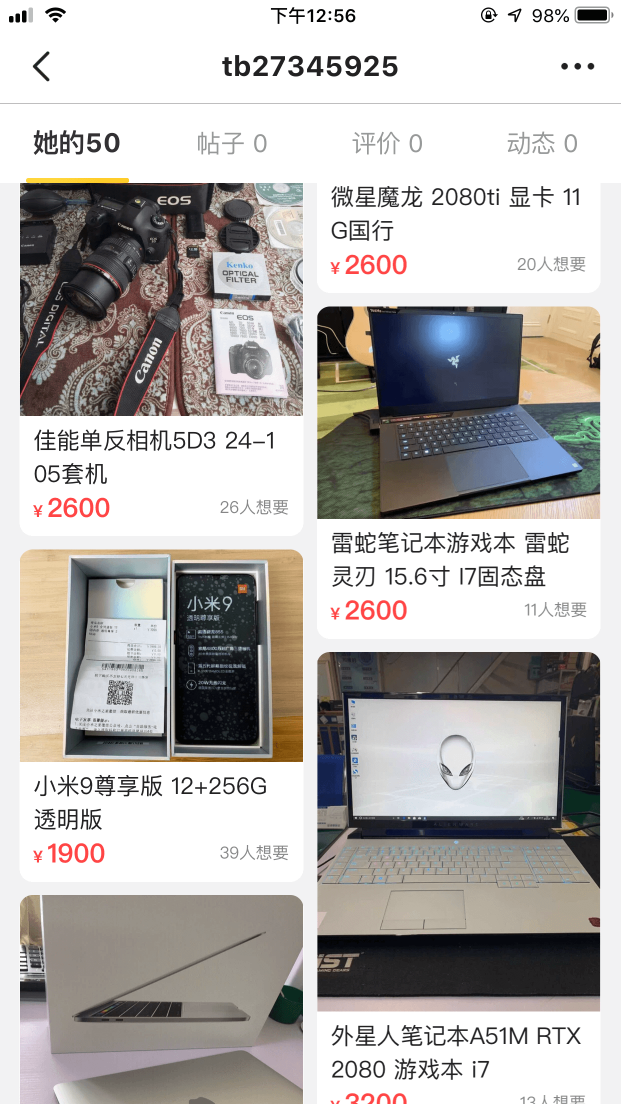 下午12:56
98%
tb27345925
她的50
帖子 0
评价 0
动态 0
EOS
Canon
Kenko
OPTICAL
FILTER
Canon
EOS
EOS DIGITAL
Canon
佳能单反相机5D3 24-1
05套机
¥2600
26人想要
小米9
透明尊享版
小米9尊享版 12+256G
透明版
¥1900
39人想要
微星魔龙 2080ti 显卡 11
G国行
¥2600
20人想要
雷蛇笔记本游戏本 雷蛇
灵刃 15.6寸 I7固态盘
¥2600
11人想要
外星人笔记本A51M RTX
2080 游戏本 i7
¥3200
13人想要